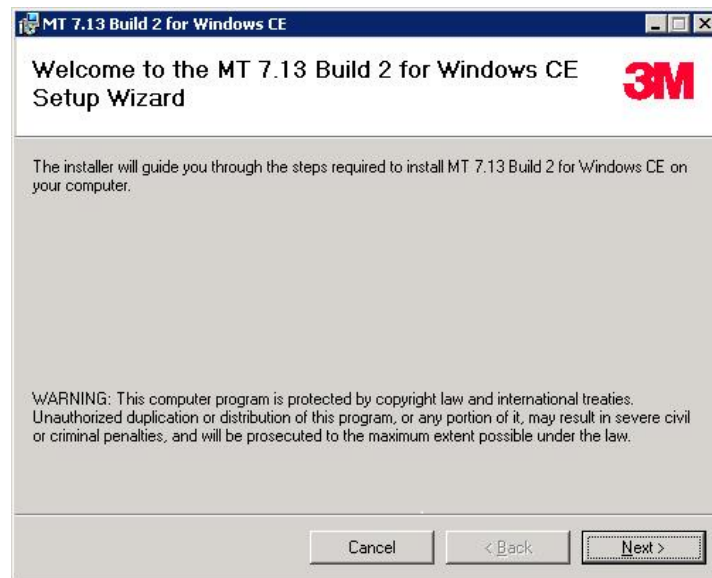 MT 7.13 Build 2 for Windows CE
Welcome to the MT 7.13 Build 2 for Windows CE
Setup Wizard
3M
The installer will guide you through the steps required to install MT 7.13 Build 2 for Windows CE on
your computer.
WARNING: This computer program is protected by copyright law and international treaties.
Unauthorized duplication or distribution of this program, or any portion of it, may result in severe civil
or criminal penalties, and will be prosecuted to the maximum extent possible under the law.
Cancel < Back Next >